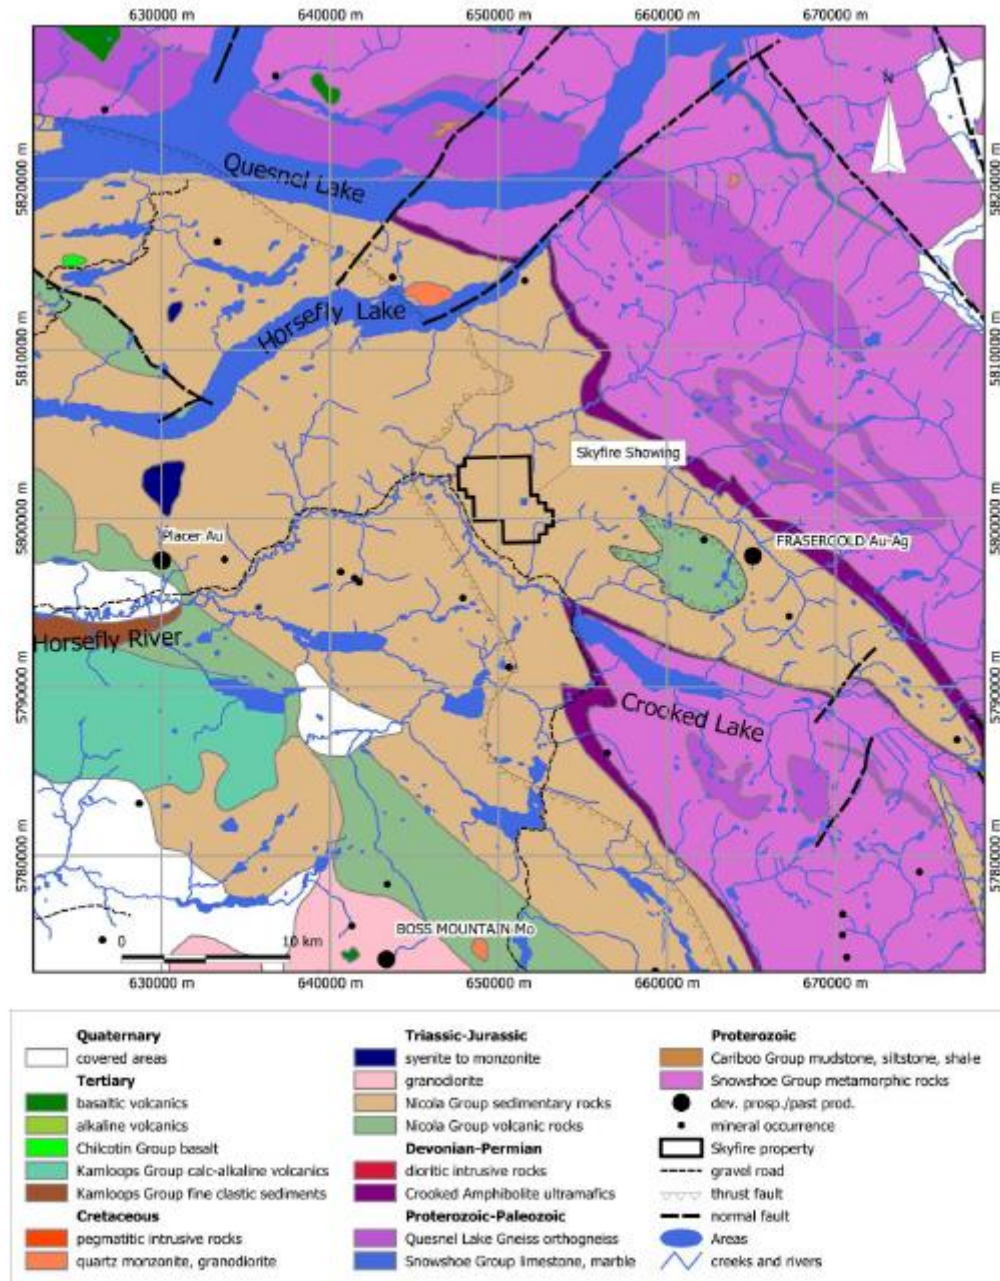 630000 m 640000 m 650000 m 660000 m 670000 m
N
5820000 m 5820000 m
Quesnel Lake
Horsefly Lake
5810000 m 5810000 m
Skyfire Showing
5800000 m 5800000 m
Placer Au
FRASERGOLD Au-Ag
Horsefly River
5790000 m 5790000 m
Crooked Lake
5780000 m 5780000 m
BOSS MOUNTAIN Mo
0 10 km
630000 m 640000 m 650000 m 660000 m 670000 m
Quaternary
covered areas
Tertiary
basaltic volcanics
alkaline volcanics
Chilcotin Group basalt
Kamloops Group calc-alkaline volcanics
Kamloops Group fine clastic sediments
Cretaceous
pegmatitic intrusive rocks
quartz monzonite, granodiorite
Triassic-Jurassic
syenite to monzonite
granodiorite
Nicola Group sedimentary rocks
Nicola Group volcanic rocks
Devonian-Permian
dioritic intrusive rocks
Crooked Amphibolite ultramafics
Proterozoic-Paleozoic
Quesnel Lake Gneiss orthogneiss
Snowshoe Group limestone, marble
Proterozoic
Cariboo Group mudstone, siltstone, shale
Snowshoe Group metamorphic rocks
dev. prosp./past prod.
mineral occurrence
Skyfire property
gravel road
thrust fault
normal fault
Areas
creeks and rivers